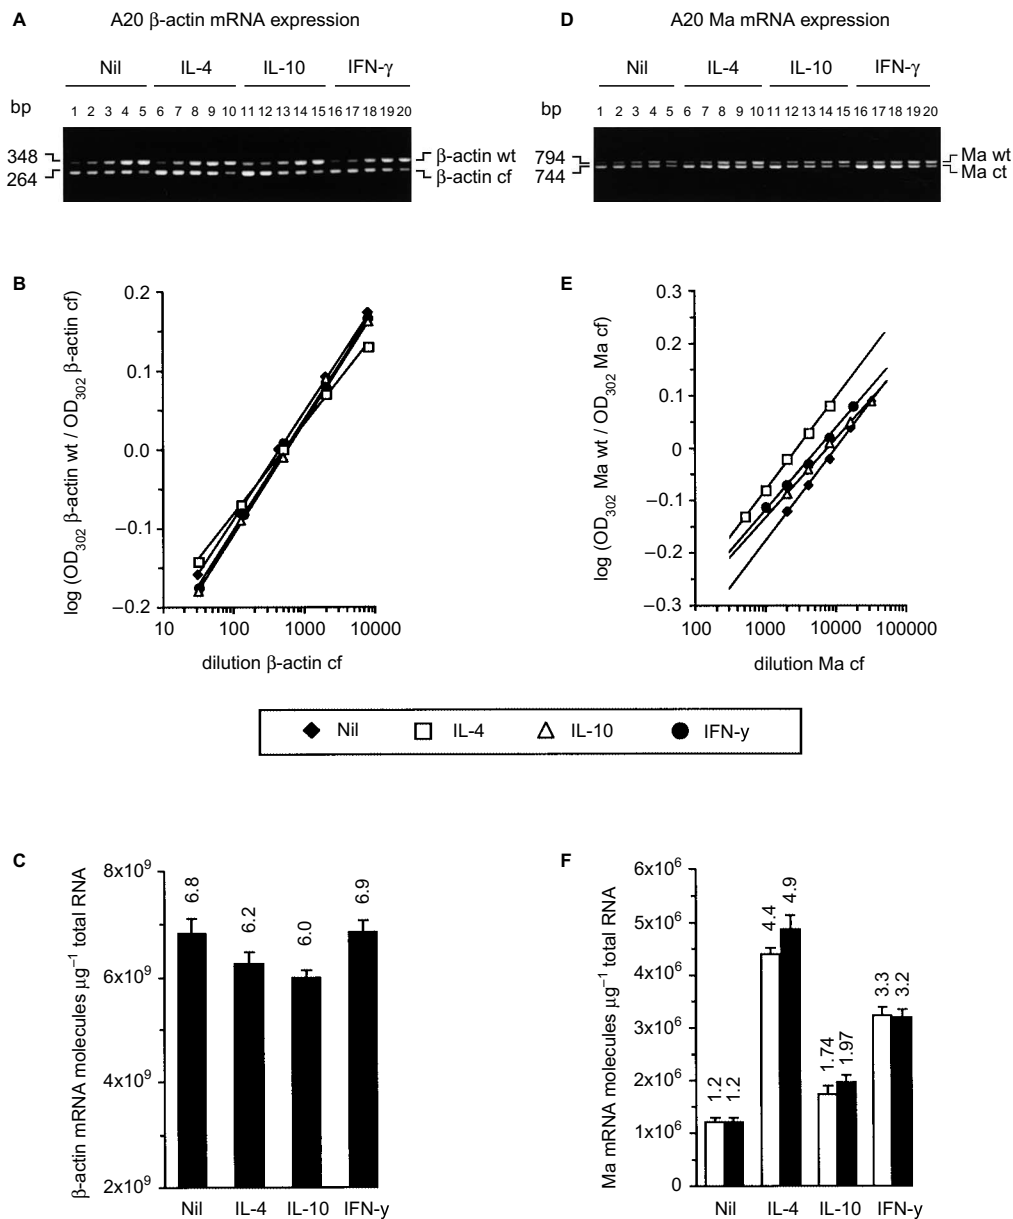 A A20 β-actin mRNA expression
Nil IL-4 IL-10 IFN-γ
bp 1 2 3 4 5 6 7 8 9 10 11 12 13 14 15 16 17 18 19 20
348 β-actin wt
264 β-actin cf
D A20 Ma mRNA expression
Nil IL-4 IL-10 IFN-γ
bp 1 2 3 4 5 6 7 8 9 10 11 12 13 14 15 16 17 18 19 20
794 Ma wt
744 Ma ct
B
log (OD302 β-actin wt / OD302 β-actin cf)
0.2
0.1
0.0
−0.1
−0.2
10 100 1000 10000
dilution β-actin cf
E
log (OD302 Ma wt / OD302 Ma cf)
0.3
0.2
0.1
0
−0.1
−0.2
−0.3
100 1000 10000 100000
dilution Ma cf
Nil IL-4 IL-10 IFN-y
C
β-actin mRNA molecules μg−1 total RNA
8x10⁹
6x10⁹
4x10⁹
2x10⁹
6.8 6.2 6.0 6.9
Nil IL-4 IL-10 IFN-y
F
Ma mRNA molecules μg−1 total RNA
6x10⁶
5x10⁶
4x10⁶
3x10⁶
2x10⁶
1x10⁶
0
1.2 1.2 4.4 4.9 1.74 1.97 3.3 3.2
Nil IL-4 IL-10 IFN-y